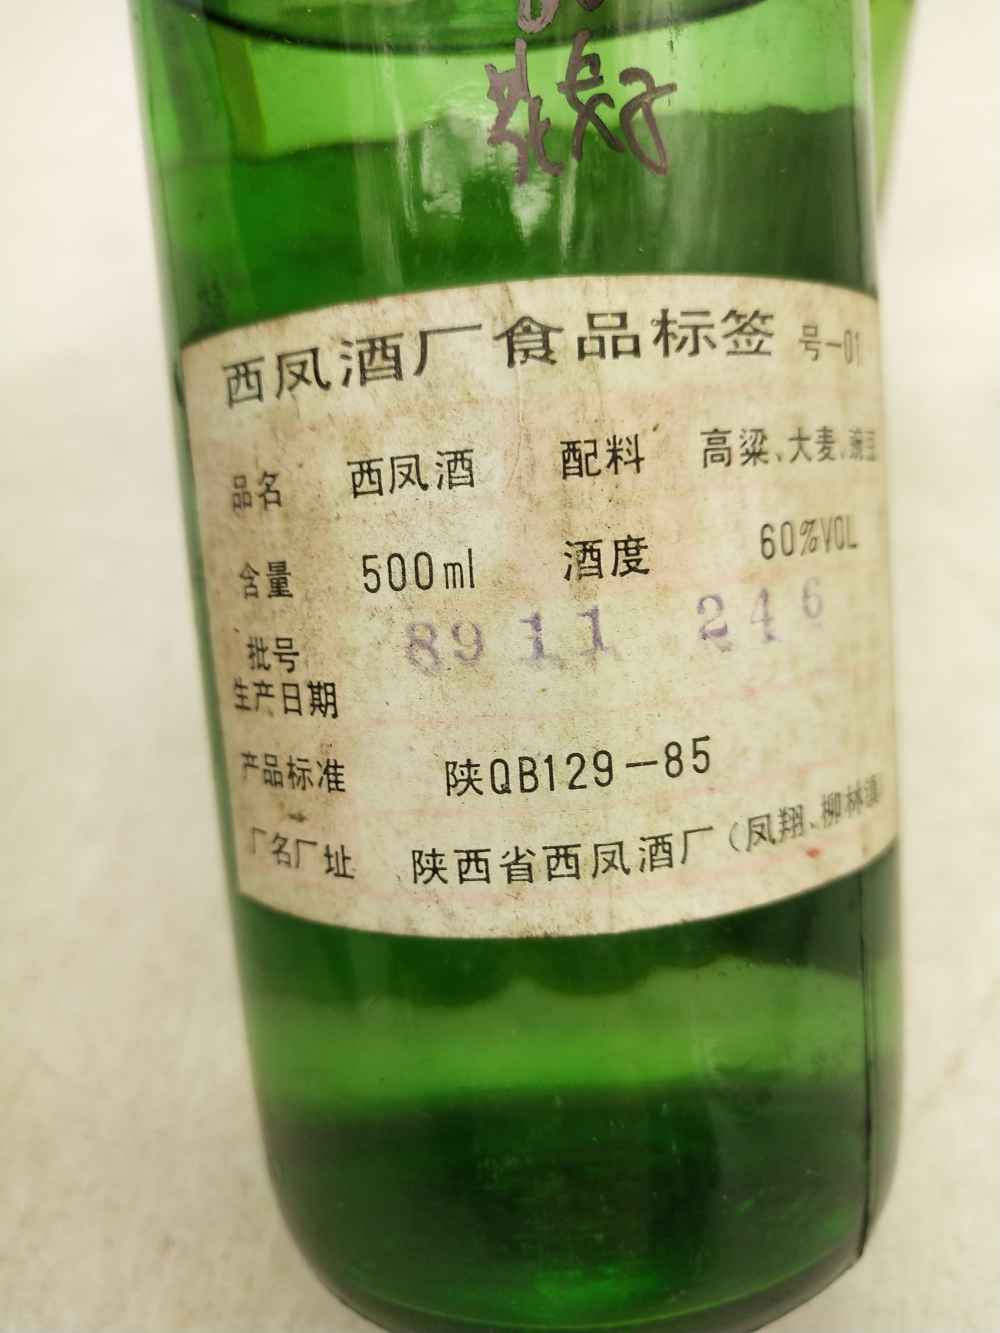 西凤酒厂食品标签 号-01
品名 西凤酒 配料 高粱、大麦、豌豆
含量 500ml 酒度 60%VOL
批号 8911 246
生产日期
产品标准 陕QB129-85
厂名厂址 陕西省西凤酒厂(凤翔、柳林镇)